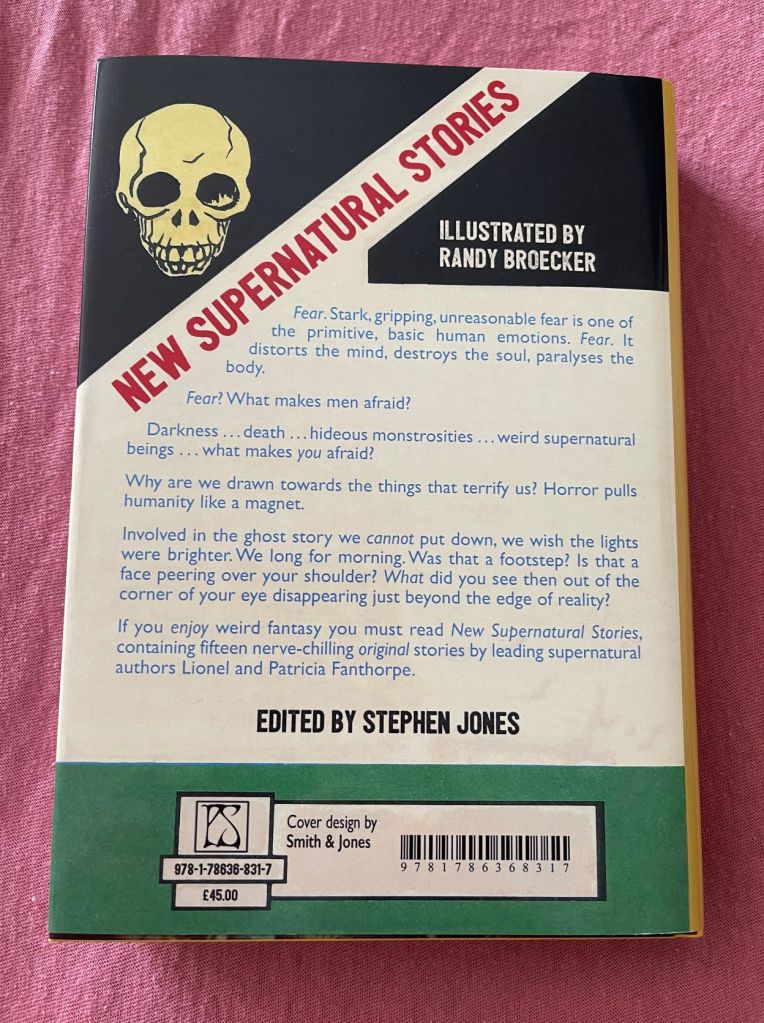 NEW SUPERNATURAL STORIES
ILLUSTRATED BY
RANDY BROECKER
Fear. Stark, gripping, unreasonable fear is one of
the primitive, basic human emotions. Fear. It
distorts the mind, destroys the soul, paralyses the
body.
Fear? What makes men afraid?
Darkness ... death ... hideous monstrosities ... weird supernatural
beings ... what makes you afraid?
Why are we drawn towards the things that terrify us? Horror pulls
humanity like a magnet.
Involved in the ghost story we cannot put down, we wish the lights
were brighter. We long for morning. Was that a footstep? Is that a
face peering over your shoulder? What did you see then out of the
corner of your eye disappearing just beyond the edge of reality?
If you enjoy weird fantasy you must read New Supernatural Stories,
containing fifteen nerve-chilling original stories by leading supernatural
authors Lionel and Patricia Fanthorpe.
EDITED BY STEPHEN JONES
PS
978-1-78636-831-7
£45.00
Cover design by
Smith & Jones
9781786368317